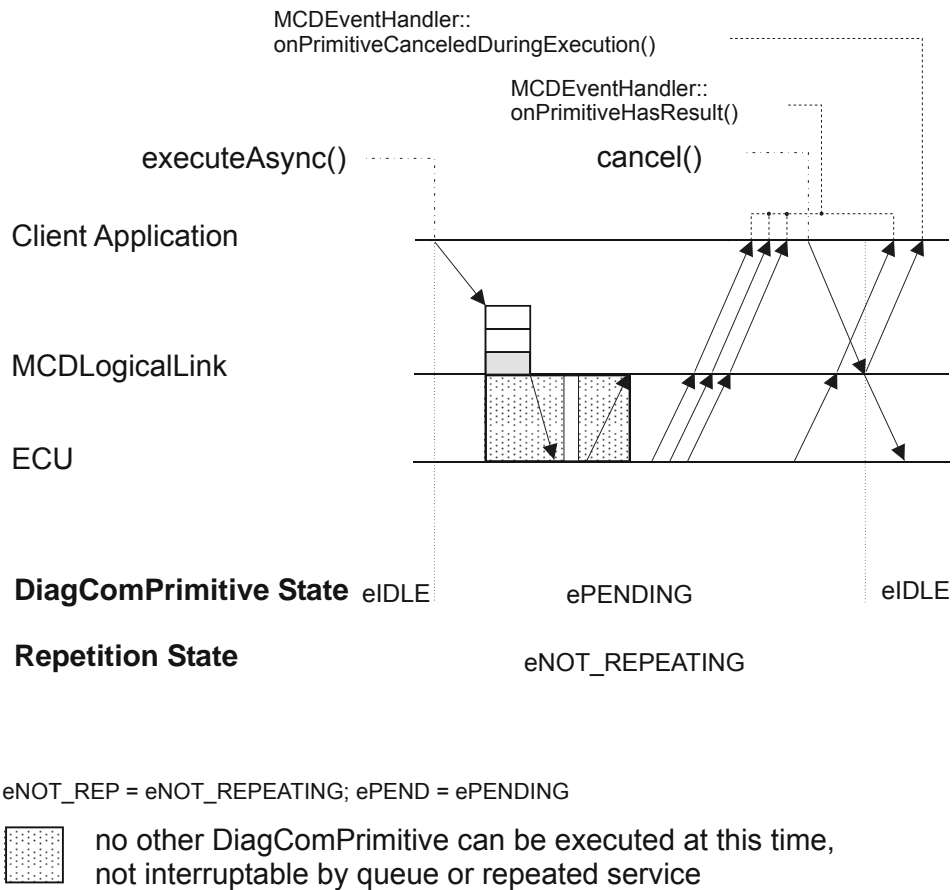 MCDEventHandler::
onPrimitiveCanceledDuringExecution()
MCDEventHandler::
onPrimitiveHasResult()
executeAsync()
cancel()
Client Application
MCDLogicalLink
ECU
DiagComPrimitive State eIDLE ePENDING eIDLE
Repetition State eNOT_REPEATING
eNOT_REP = eNOT_REPEATING; ePEND = ePENDING
no other DiagComPrimitive can be executed at this time,
not interruptable by queue or repeated service